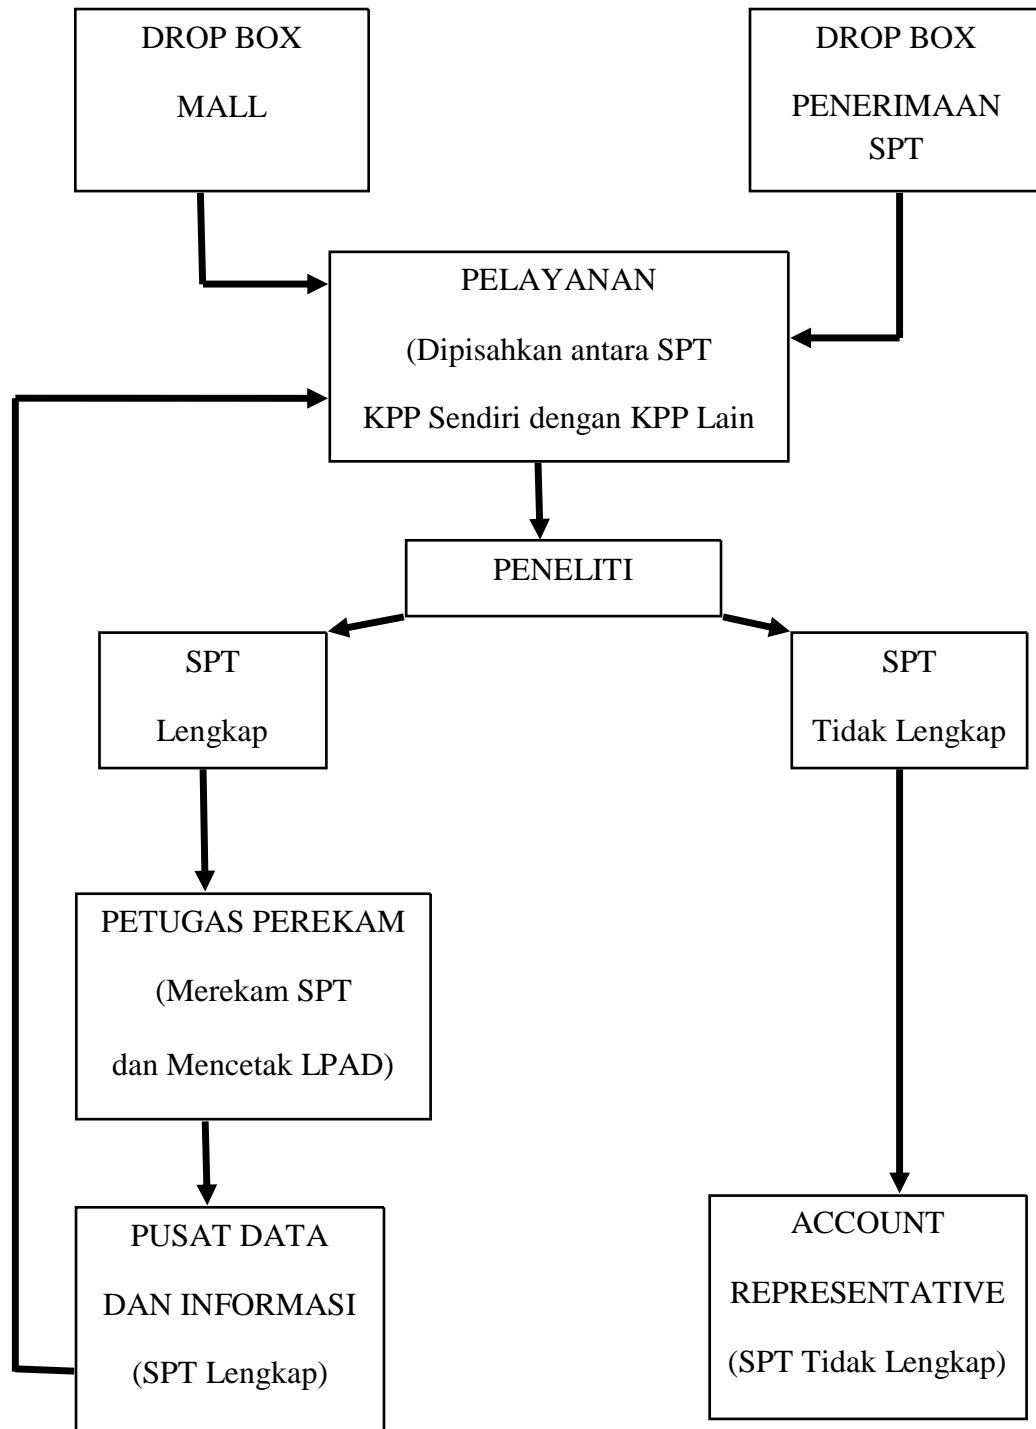 DROP BOX
MALL
DROP BOX
PENERIMAAN
SPT
PELAYANAN
(Dipisahkan antara SPT
KPP Sendiri dengan KPP Lain
PENELITI
SPT
Lengkap
SPT
Tidak Lengkap
PETUGAS PEREKAM
(Merekam SPT
dan Mencetak LPAD)
PUSAT DATA
DAN INFORMASI
(SPT Lengkap)
ACCOUNT
REPRESENTATIVE
(SPT Tidak Lengkap)